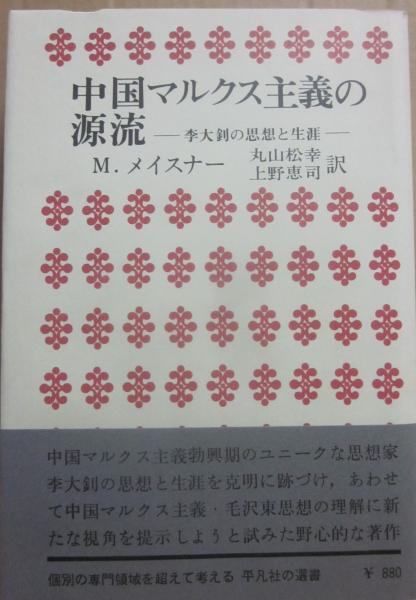 中国マルクス主義の
源流 ―李大釗の思想と生涯―
M. メイスナー 丸山松幸 訳
上野恵司
中国マルクス主義勃興期のユニークな思想家
李大釗の思想と生涯を克明に跡づけ, あわせ
て中国マルクス主義・毛沢東思想の理解に新
たな視角を提示しようと試みた野心的な著作
個別の専門領域を超えて考える 平凡社の選書 ¥ 880